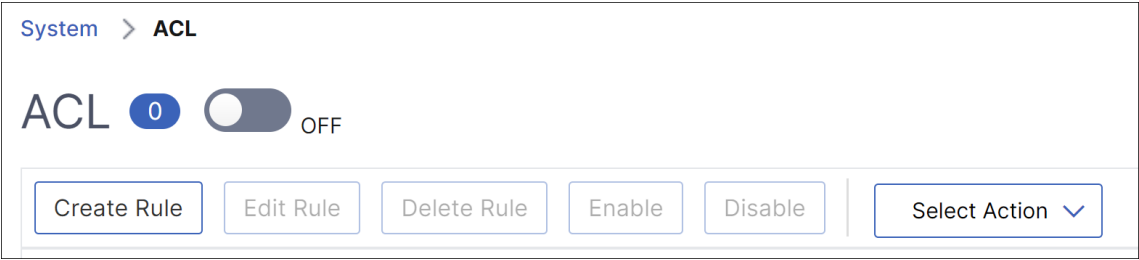 System > ACL
ACL 0 OFF
Create Rule Edit Rule Delete Rule Enable Disable Select Action